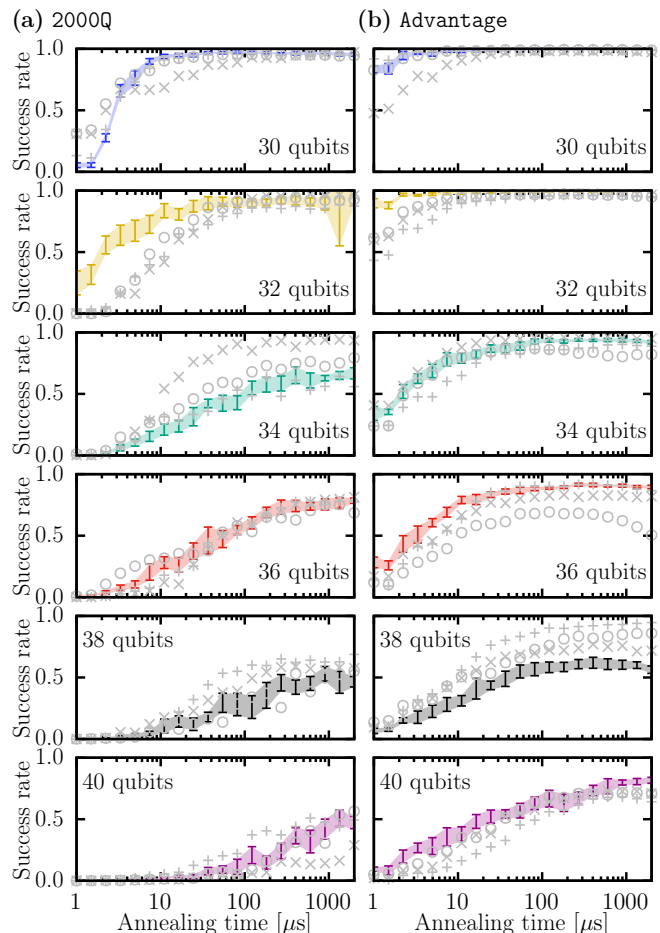 (a) 2000Q (b) Advantage
1.0
Success rate
0.5
0.0
30 qubits 30 qubits
1.0
Success rate
0.5
0.0
32 qubits 32 qubits
1.0
Success rate
0.5
0.0
34 qubits 34 qubits
1.0
Success rate
0.5
0.0
36 qubits 36 qubits
1.0
Success rate
0.5
0.0
38 qubits 38 qubits
1.0
Success rate
0.5
0.0
40 qubits 40 qubits
1 10 100 1000 1 10 100 1000
Annealing time [μs] Annealing time [μs]